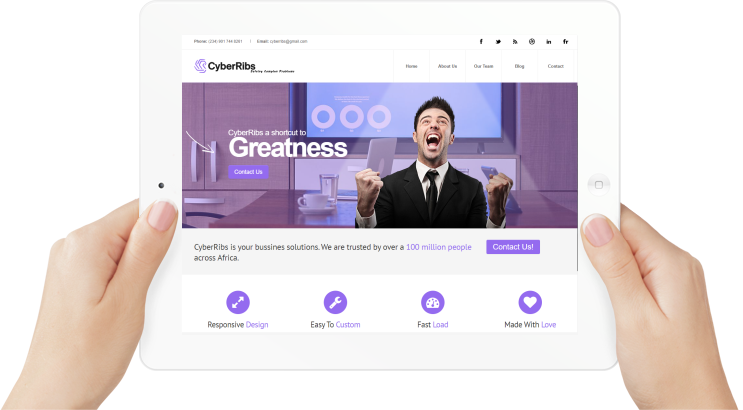 Phone: (234) 901 744 9351 | Email: cyberribs@gmail.com
CyberRibs
Solving Complex Problems
Home About Us Our Team Blog Contact
CyberRibs a shortcut to
Greatness
Contact Us
CyberRibs is your bussines solutions. We are trusted by over a 100 million people
across Africa.
Contact Us!
Responsive Design
Easy To Custom
Fast Load
Made With Love